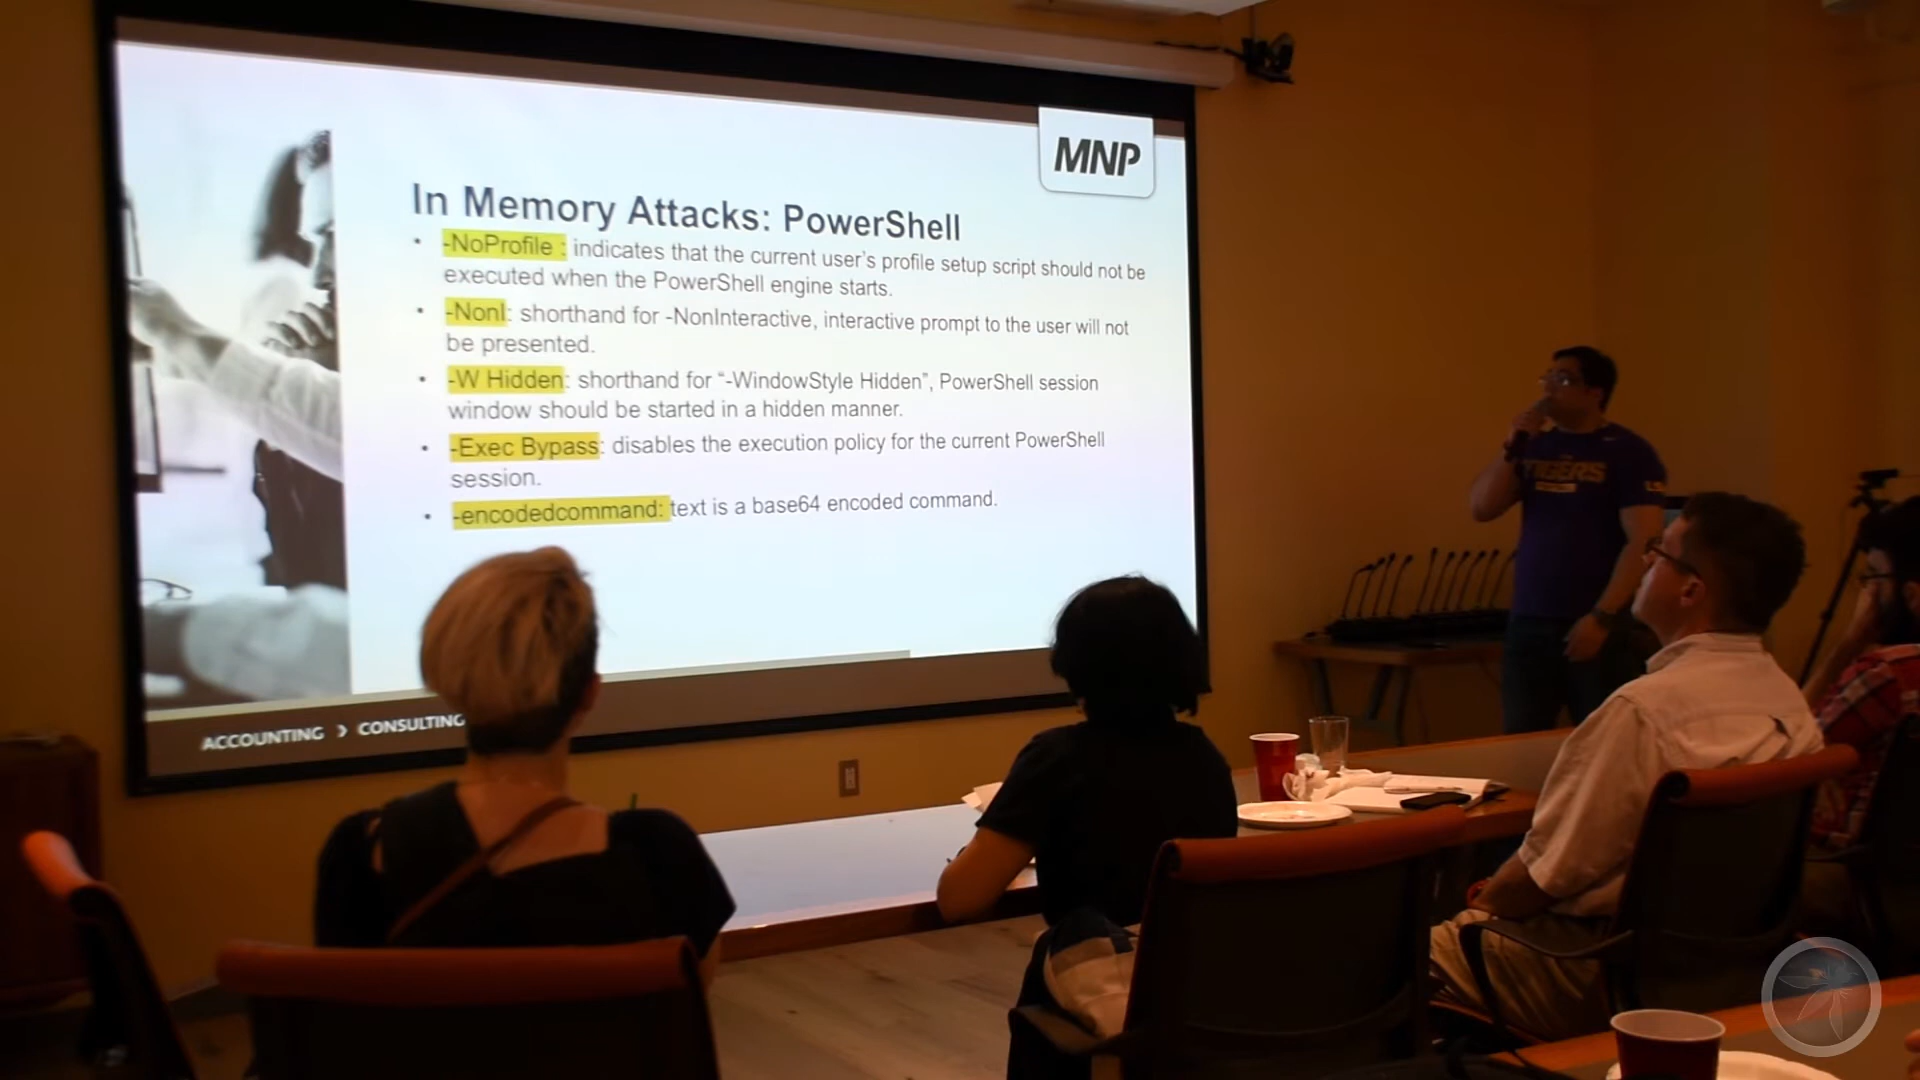 MNP
In Memory Attacks: PowerShell
• -NoProfile : indicates that the current user's profile setup script should not be
executed when the PowerShell engine starts.
• -NonI: shorthand for -NonInteractive, interactive prompt to the user will not
be presented.
• -W Hidden: shorthand for “-WindowStyle Hidden”, PowerShell session
window should be started in a hidden manner.
• -Exec Bypass: disables the execution policy for the current PowerShell
session.
• -encodedcommand: text is a base64 encoded command.
ACCOUNTING › CONSULTING
TIGERS